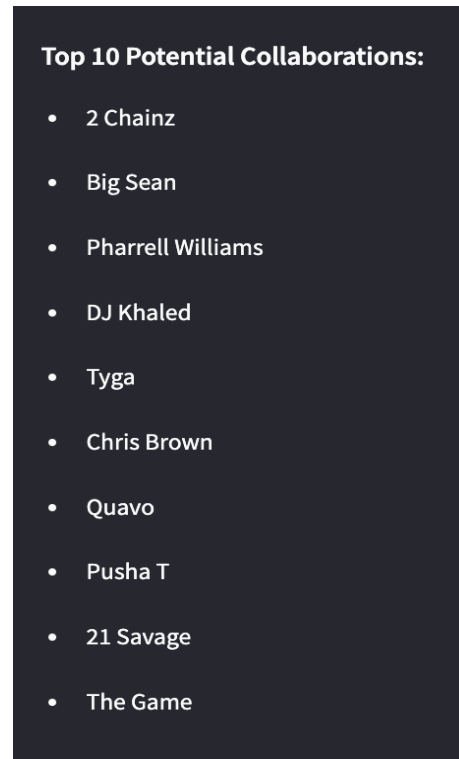 Top 10 Potential Collaborations:
• 2 Chainz
• Big Sean
• Pharrell Williams
• DJ Khaled
• Tyga
• Chris Brown
• Quavo
• Pusha T
• 21 Savage
• The Game